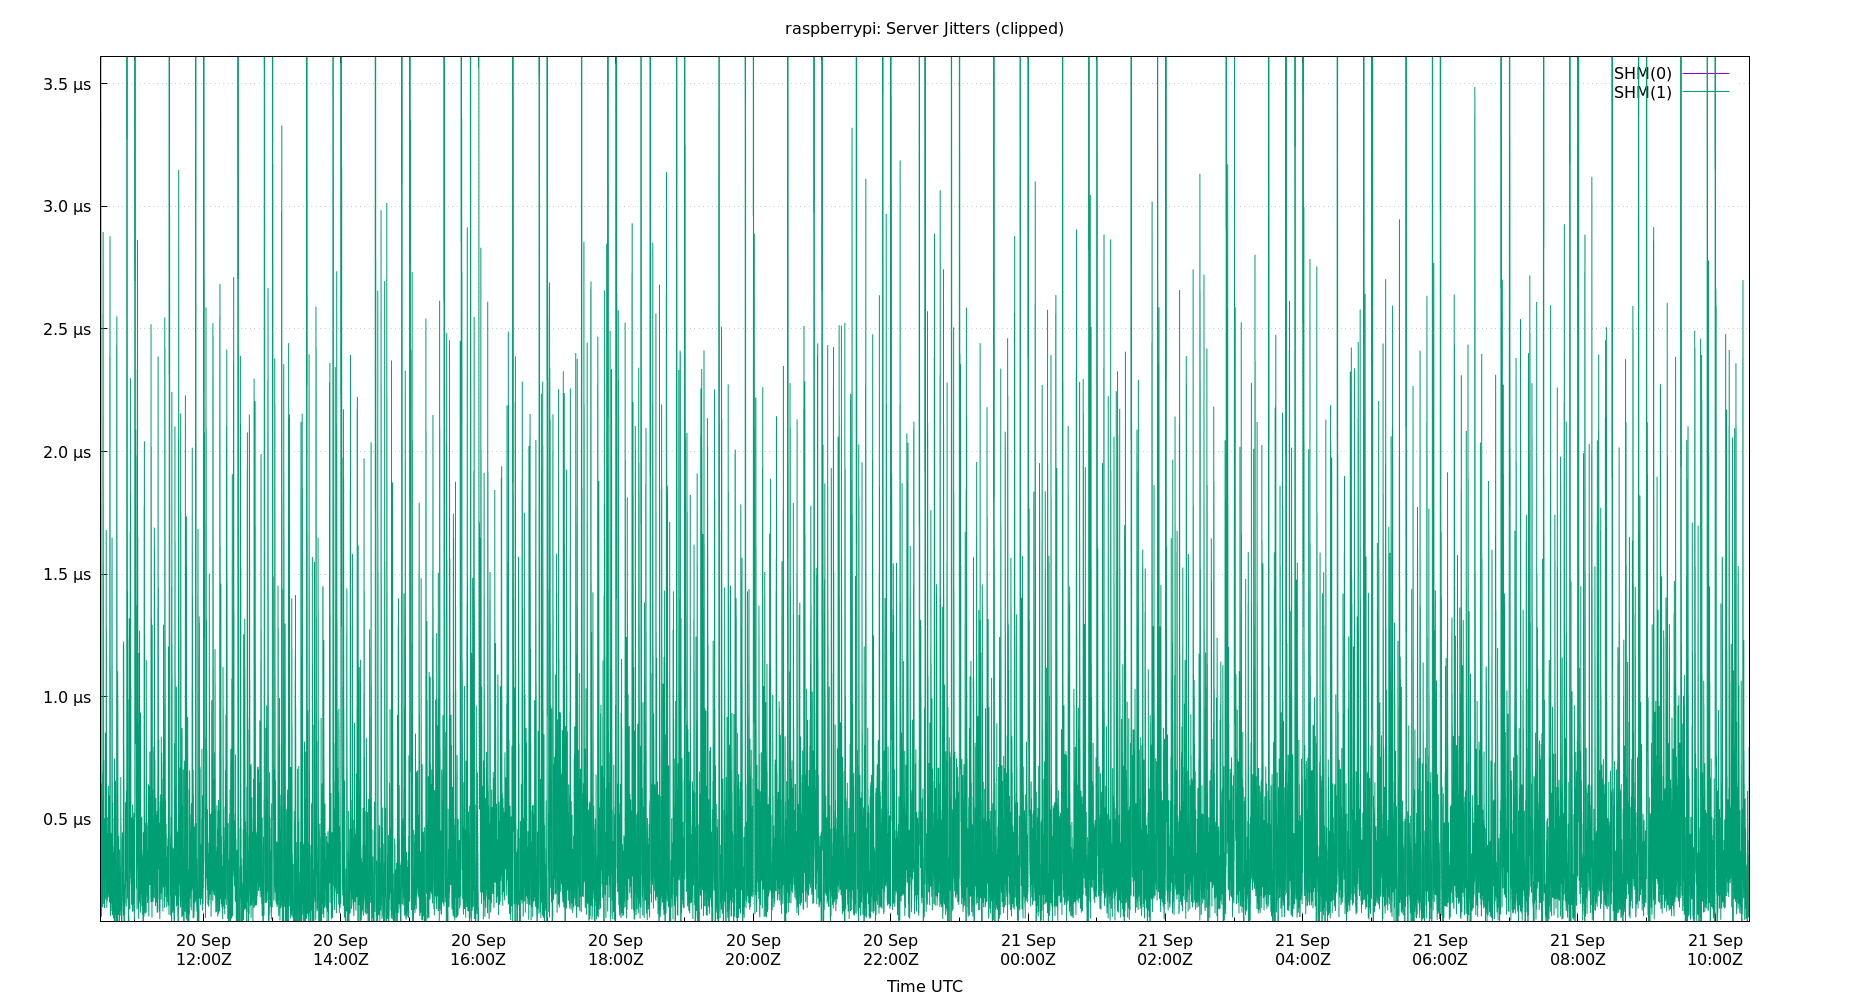 raspberrypi: Server Jitters (clipped)
SHM(0)
SHM(1)
3.5 µs
3.0 µs
2.5 µs
2.0 µs
1.5 µs
1.0 µs
0.5 µs
20 Sep 20 Sep 20 Sep 20 Sep 20 Sep 20 Sep 21 Sep 21 Sep 21 Sep 21 Sep 21 Sep 21 Sep
12:00Z 14:00Z 16:00Z 18:00Z 20:00Z 22:00Z 00:00Z 02:00Z 04:00Z 06:00Z 08:00Z 10:00Z
Time UTC